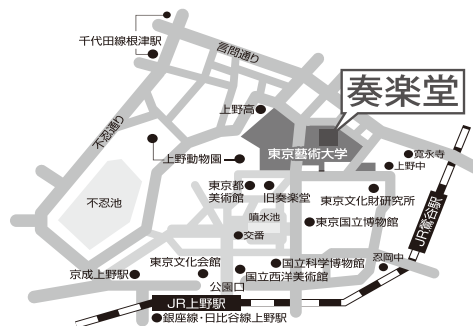 千代田線根津駅
言問通り
奏楽堂
上野高
不忍通り
東京藝術大学
寛永寺
上野中
上野動物園
東京都
美術館
旧奏楽堂
東京文化財研究所
不忍池
噴水池
東京国立博物館
JR鶯谷駅
交番
忍岡中
東京文化会館
国立科学博物館
京成上野駅
国立西洋美術館
公園口
JR上野駅
銀座線・日比谷線上野駅